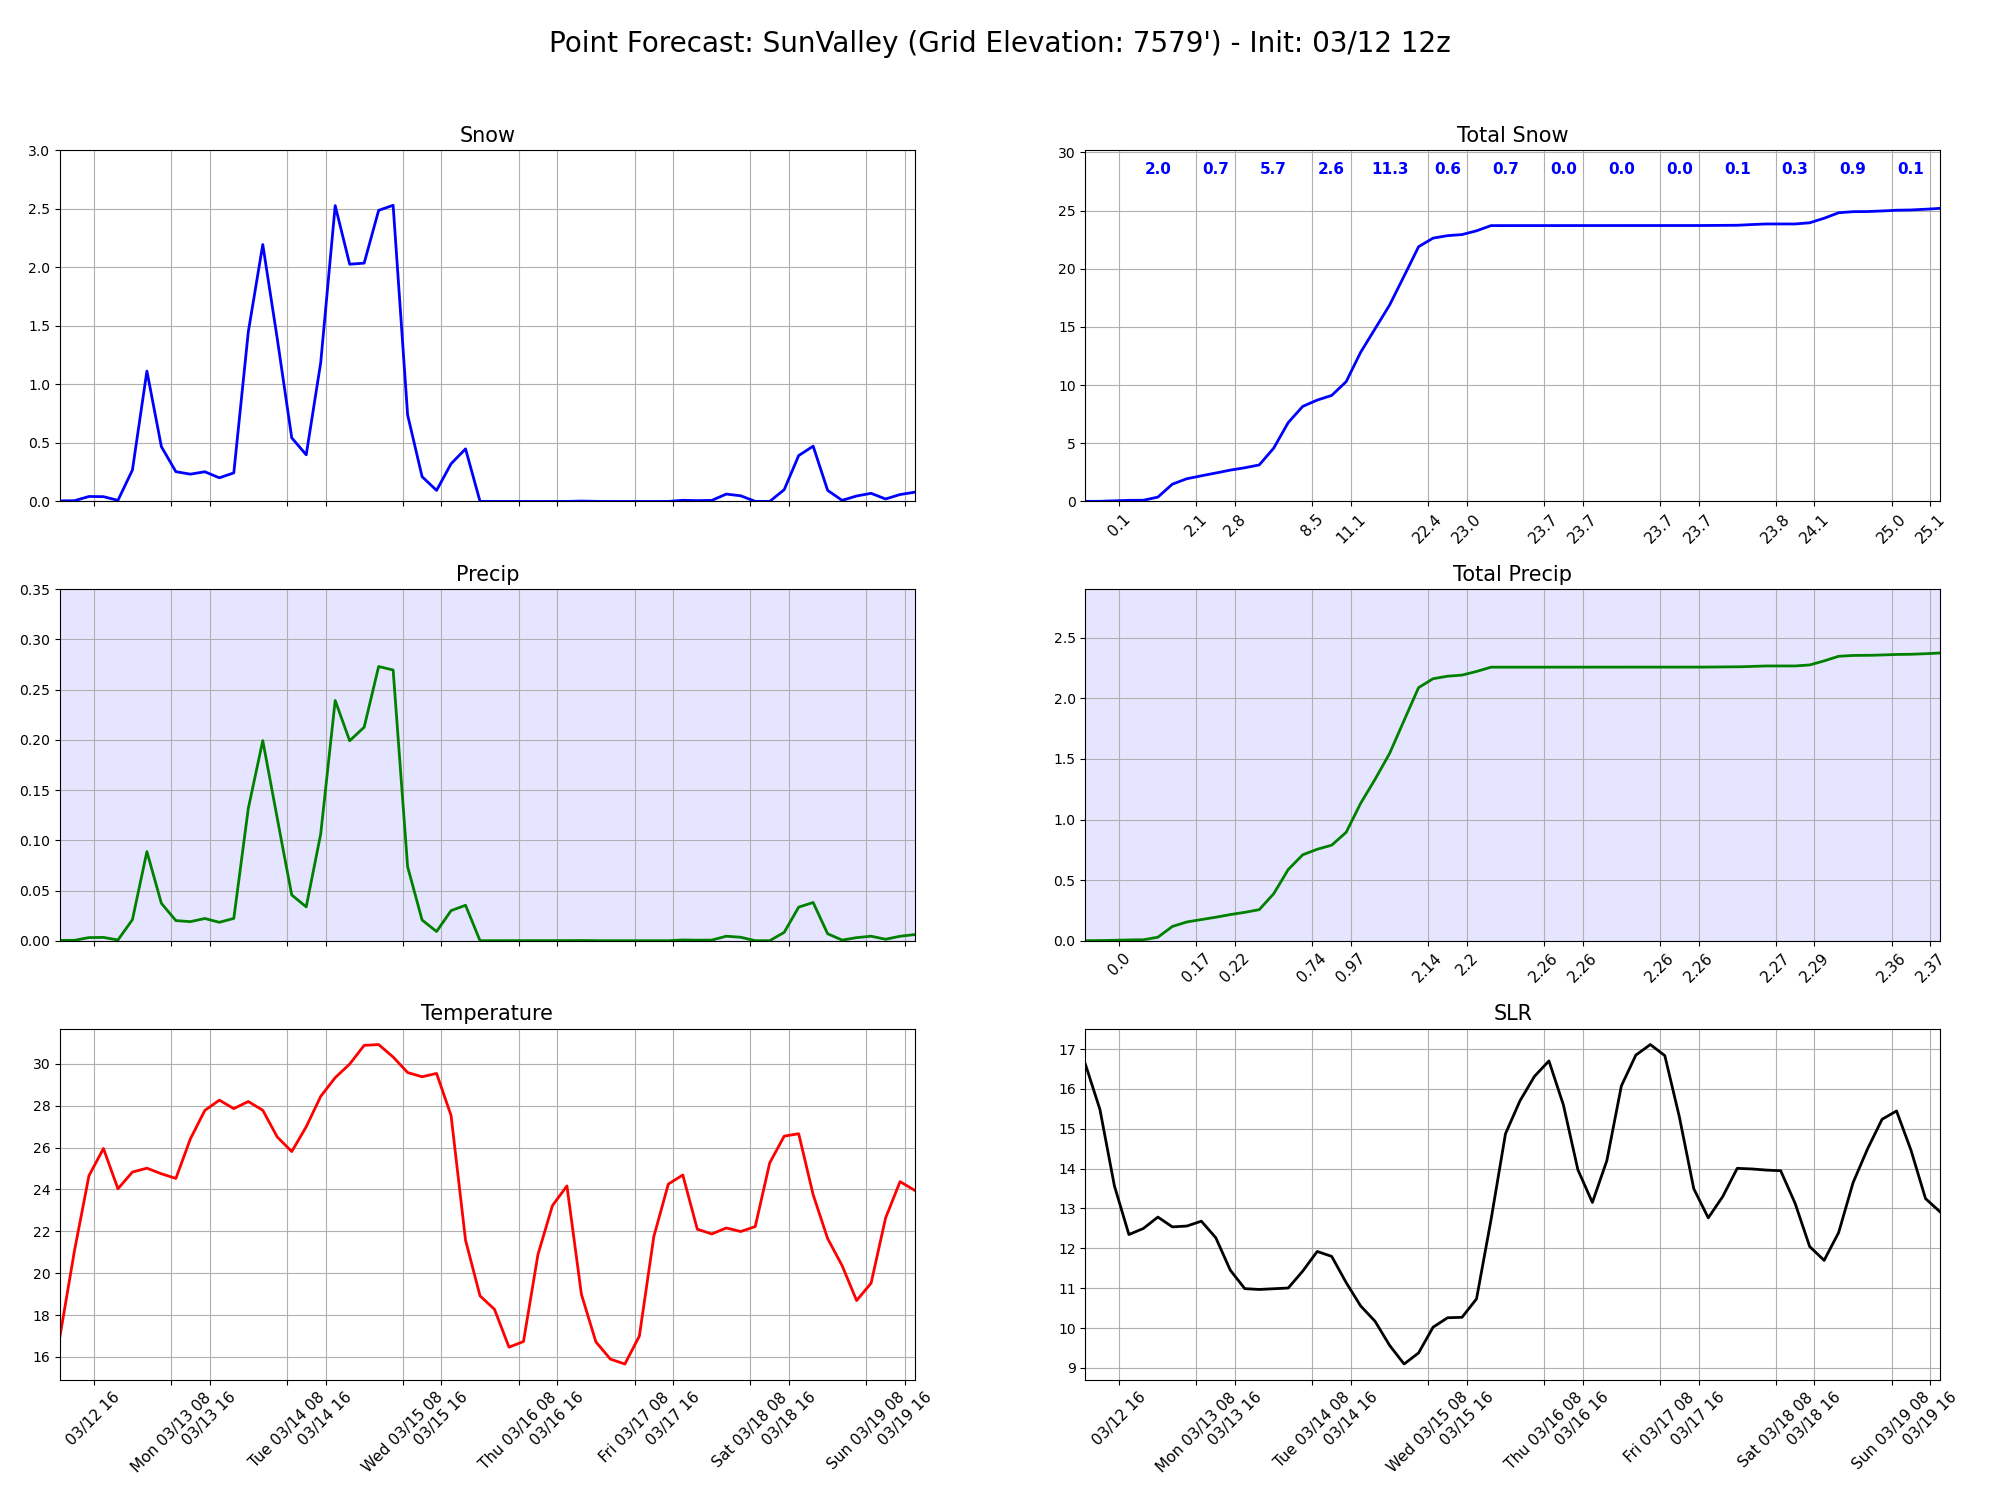 Point Forecast: SunValley (Grid Elevation: 7579') - Init: 03/12 12z
Snow
3.0
2.5
2.0
1.5
1.0
0.5
0.0
Total Snow
30
25
20
15
10
5
0
2.0 0.7 5.7 2.6 11.3 0.6 0.7 0.0 0.0 0.0 0.1 0.3 0.9 0.1
0.1 2.1 2.8 8.5 11.1 22.4 23.0 23.7 23.7 23.7 23.7 23.8 24.1 25.0 25.1
Precip
0.35
0.30
0.25
0.20
0.15
0.10
0.05
0.00
Total Precip
2.5
2.0
1.5
1.0
0.5
0.0
0.0 0.17 0.22 0.74 0.97 2.14 2.2 2.26 2.26 2.26 2.26 2.27 2.29 2.36 2.37
Temperature
30
28
26
24
22
20
18
16
03/12 16
Mon 03/13 08
03/13 16
Tue 03/14 08
03/14 16
Wed 03/15 08
03/15 16
Thu 03/16 08
03/16 16
Fri 03/17 08
03/17 16
Sat 03/18 08
03/18 16
Sun 03/19 08
03/19 16
SLR
17
16
15
14
13
12
11
10
9
03/12 16
Mon 03/13 08
03/13 16
Tue 03/14 08
03/14 16
Wed 03/15 08
03/15 16
Thu 03/16 08
03/16 16
Fri 03/17 08
03/17 16
Sat 03/18 08
03/18 16
Sun 03/19 08
03/19 16